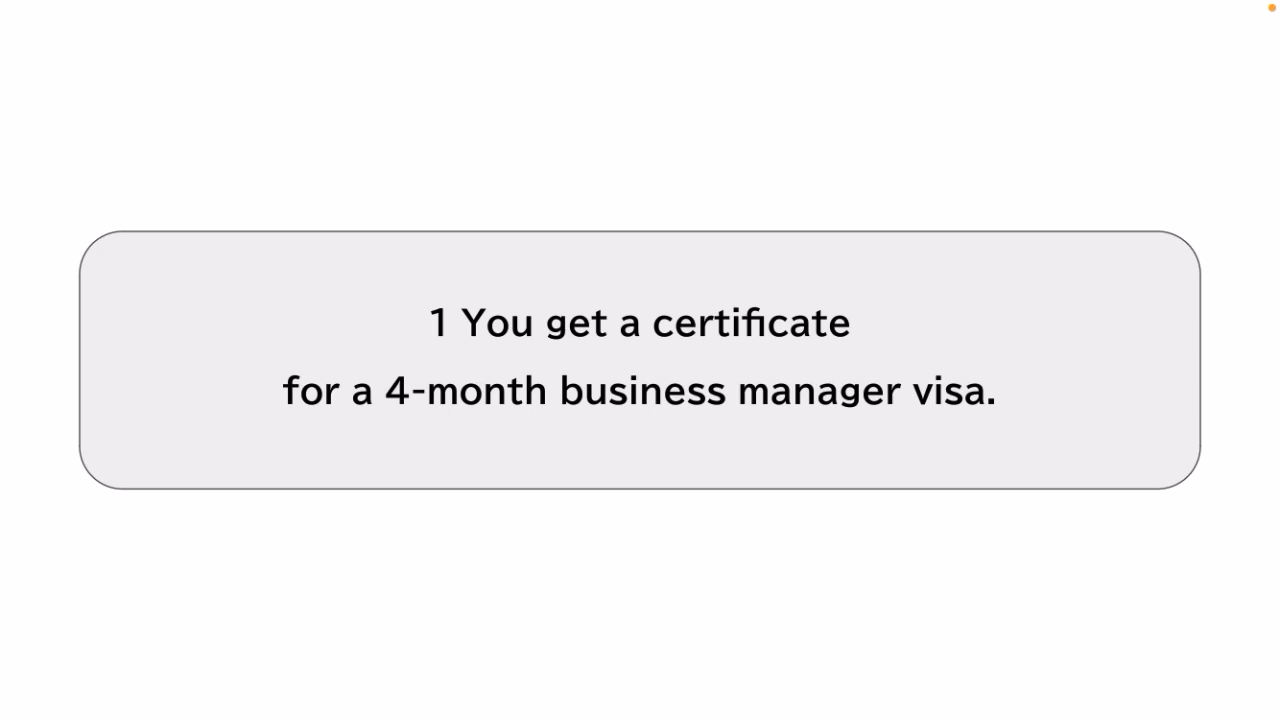 1 You get a certificate
for a 4-month business manager visa.